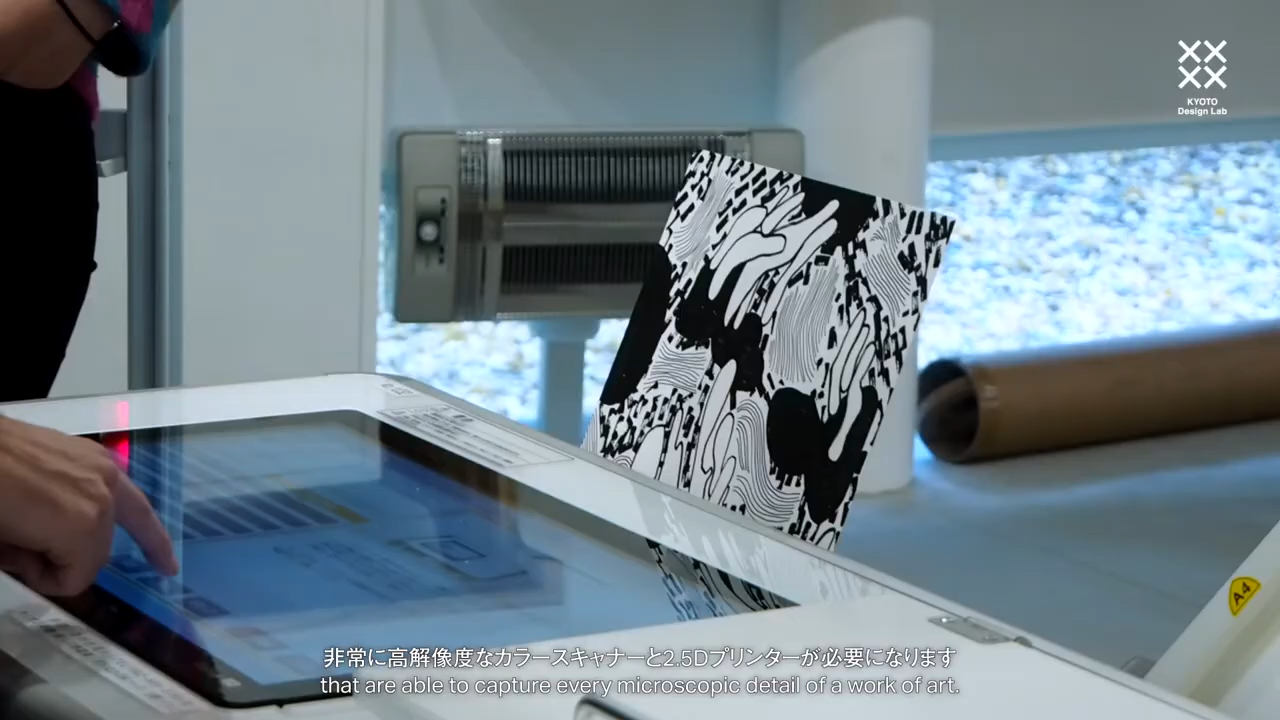 KYOTO
Design Lab
A4
非常に高解像度なカラースキャナーと2.5Dプリンターが必要になります
that are able to capture every microscopic detail of a work of art.